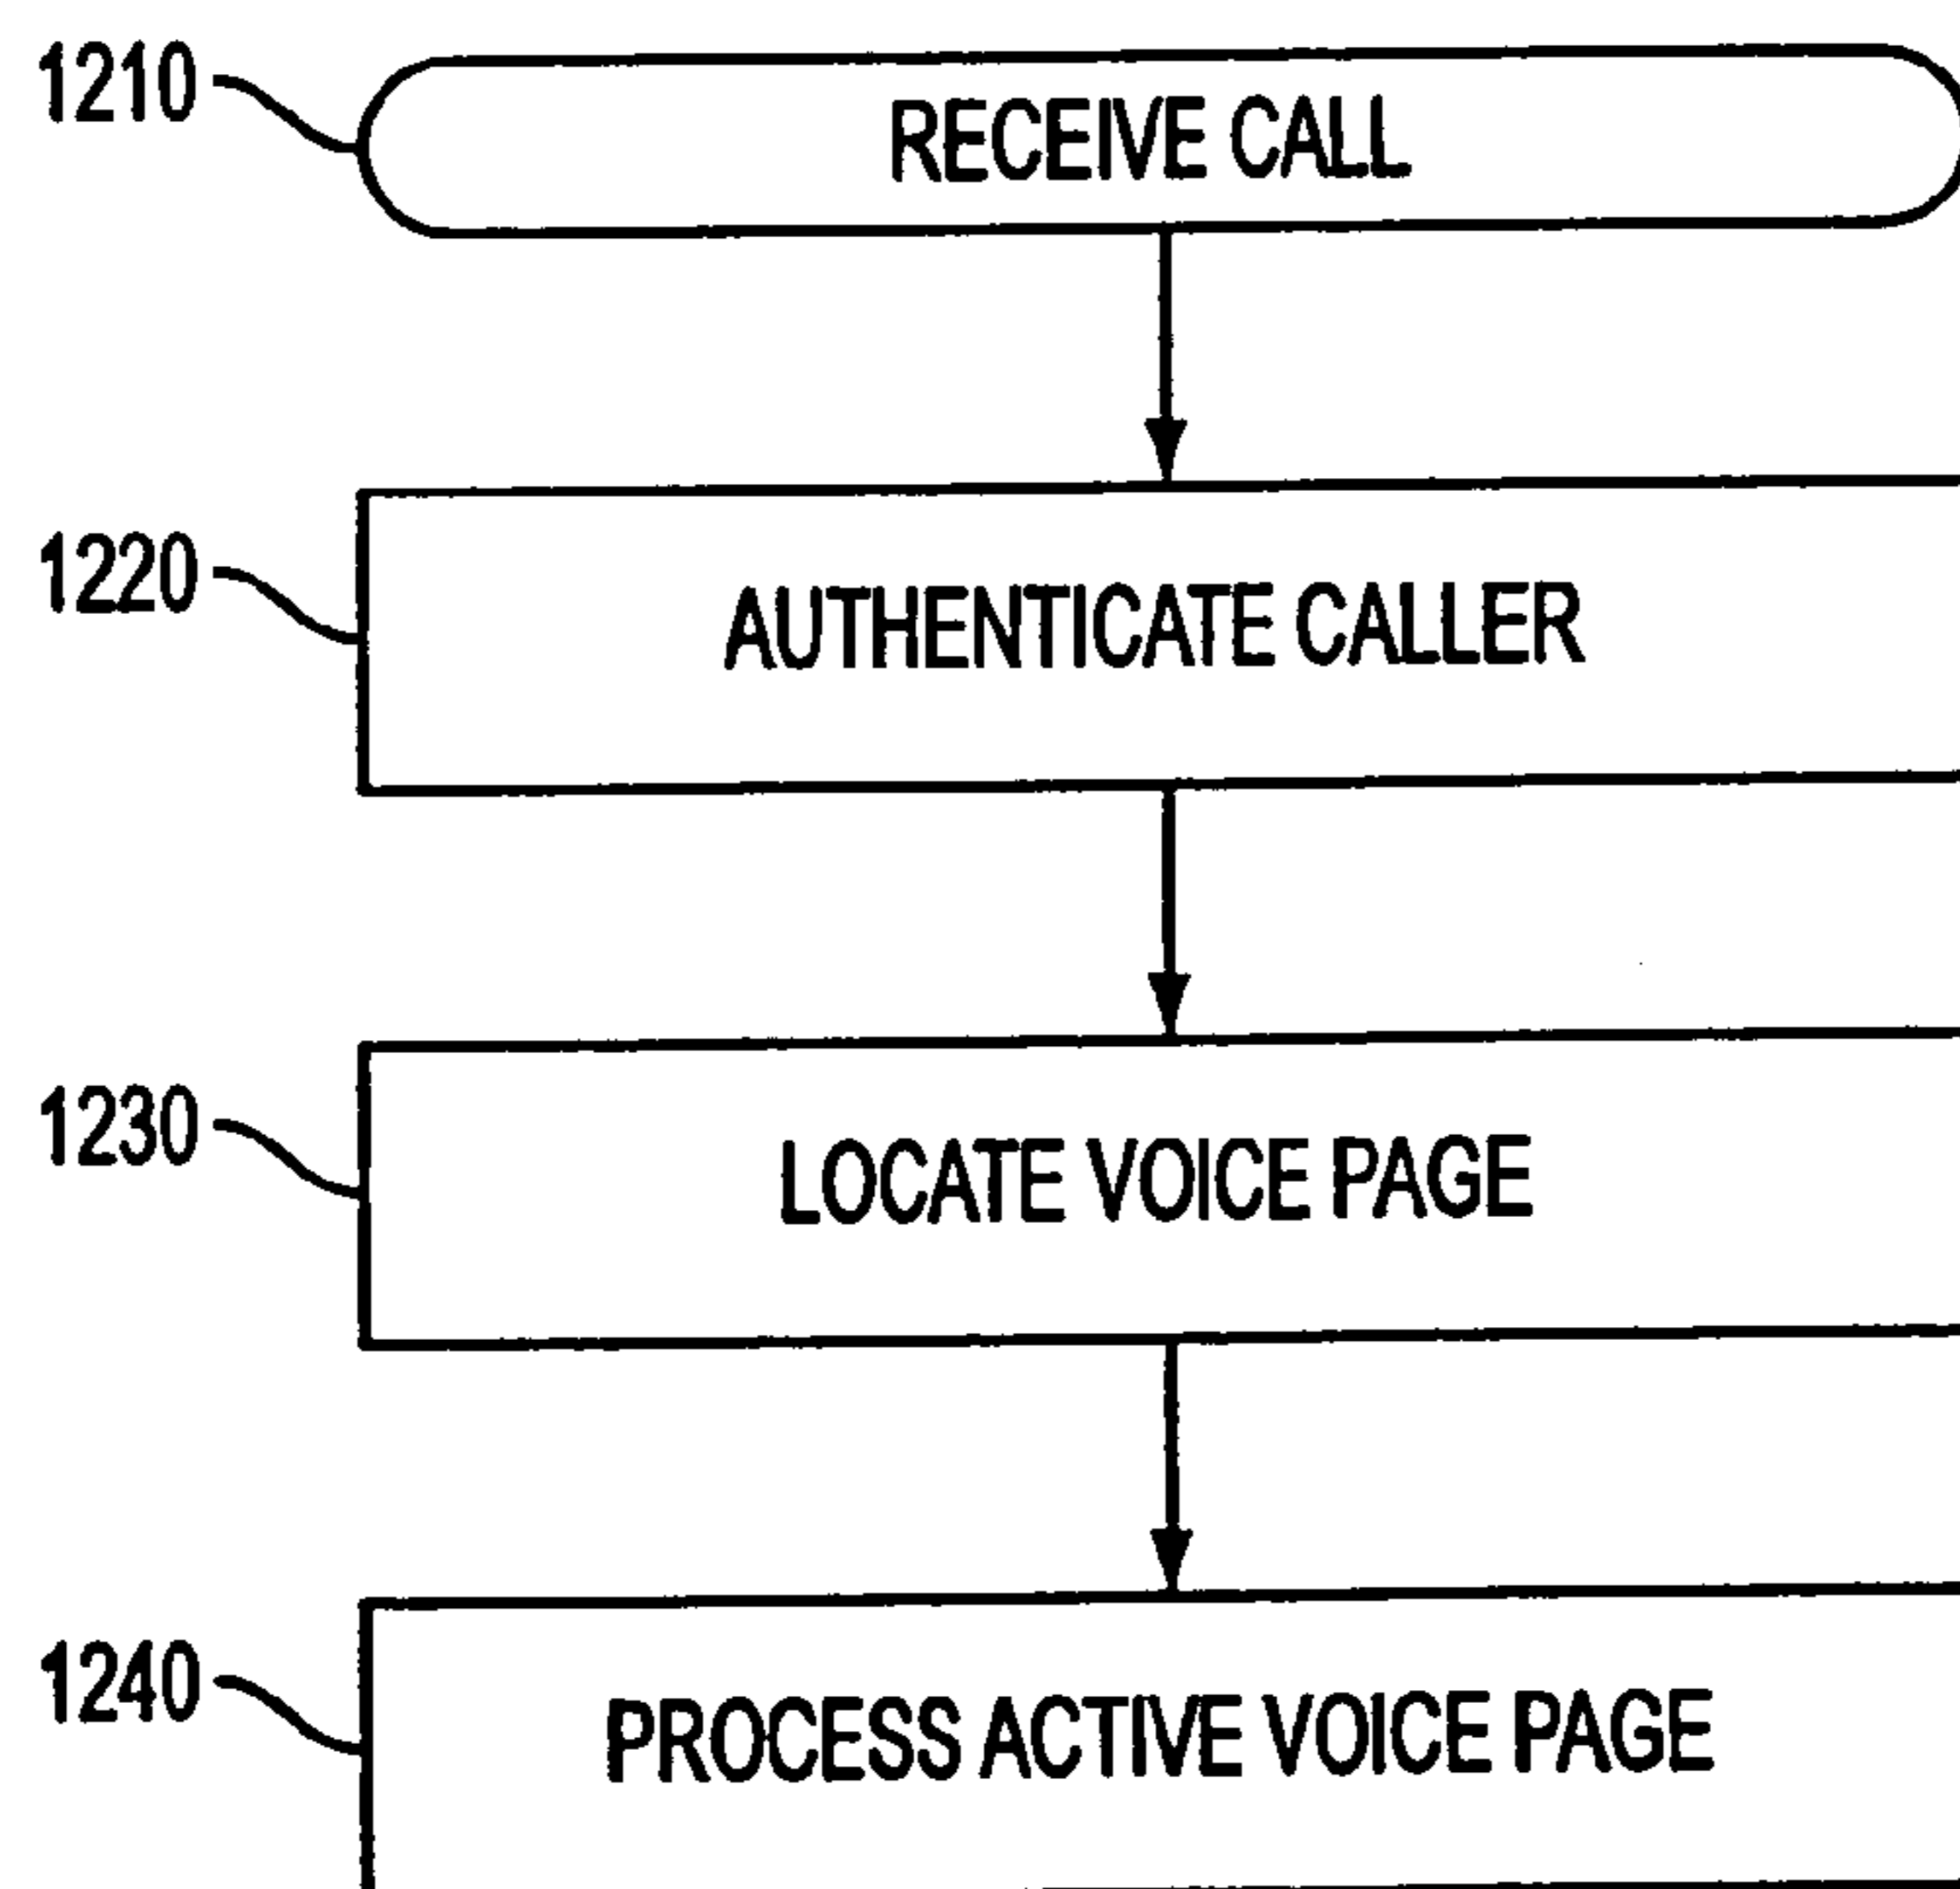 1210
RECEIVE CALL
1220
AUTHENTICATE CALLER
1230
LOCATE VOICE PAGE
1240
PROCESS ACTIVE VOICE PAGE